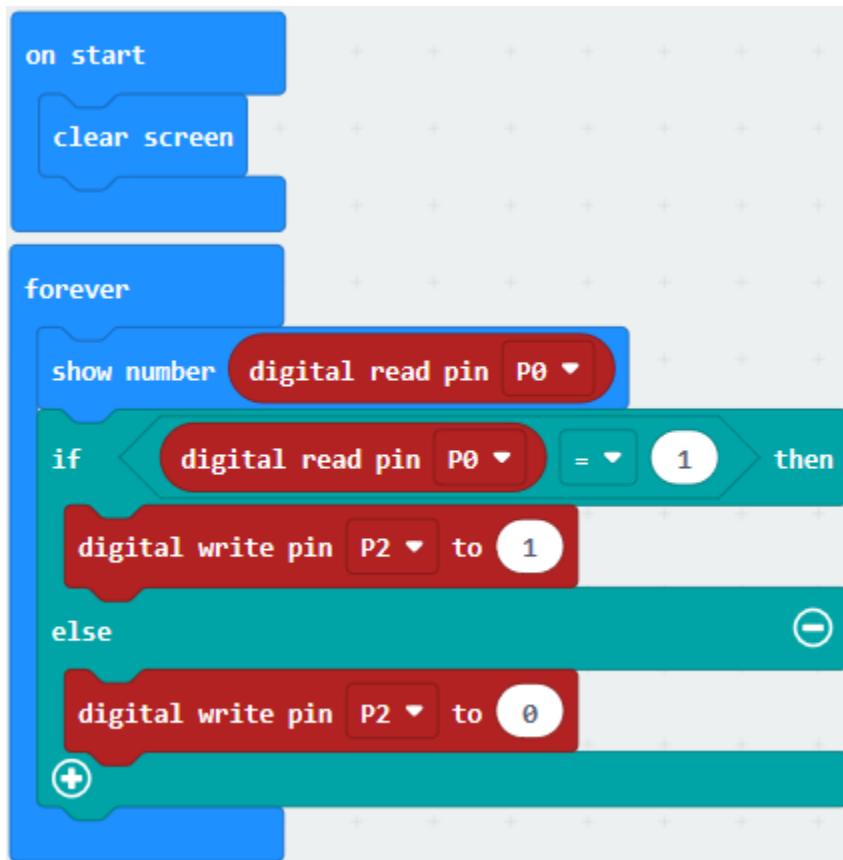 on start
clear screen
forever
show number digital read pin P0
if digital read pin P0 = 1 then
digital write pin P2 to 1
else
digital write pin P2 to 0